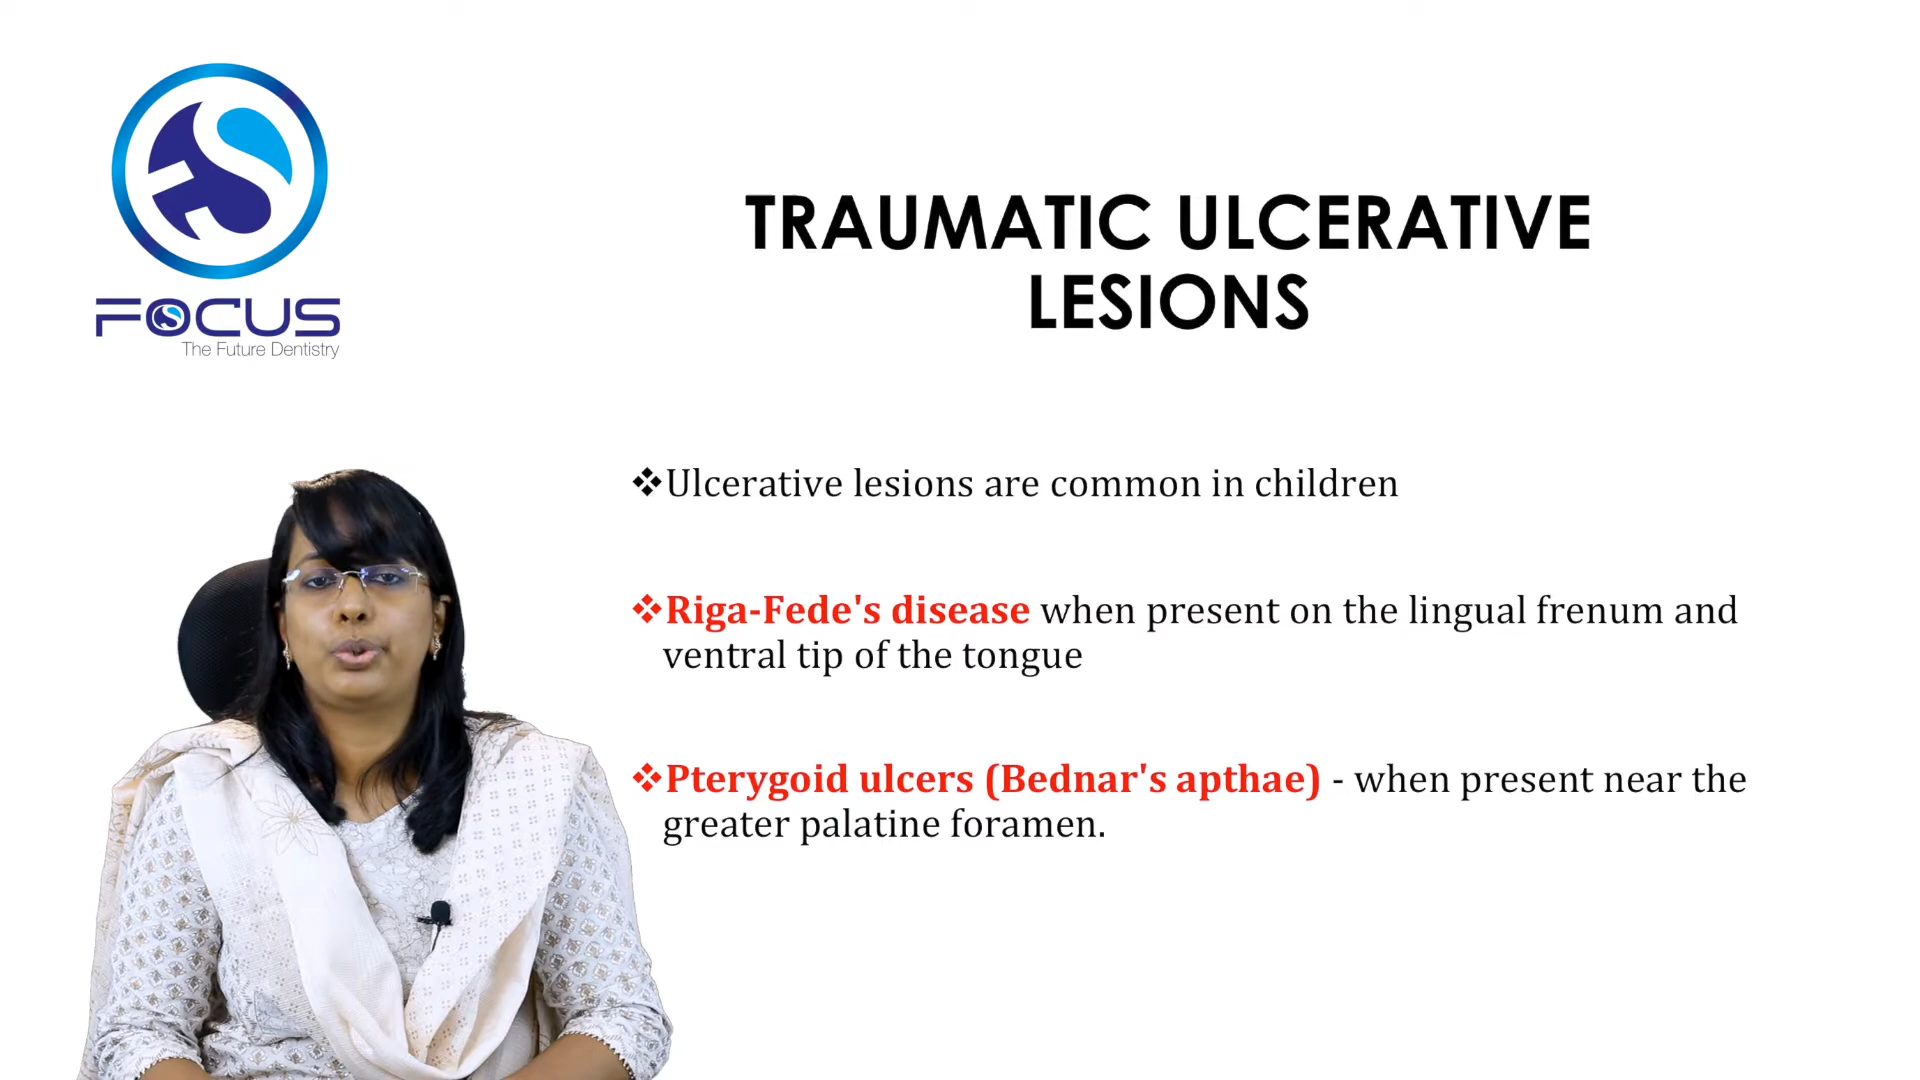 FOCUS
The Future Dentistry
TRAUMATIC ULCERATIVE
LESIONS
❖Ulcerative lesions are common in children
❖Riga-Fede's disease when present on the lingual frenum and
ventral tip of the tongue
❖Pterygoid ulcers (Bednar's apthae) - when present near the
greater palatine foramen.